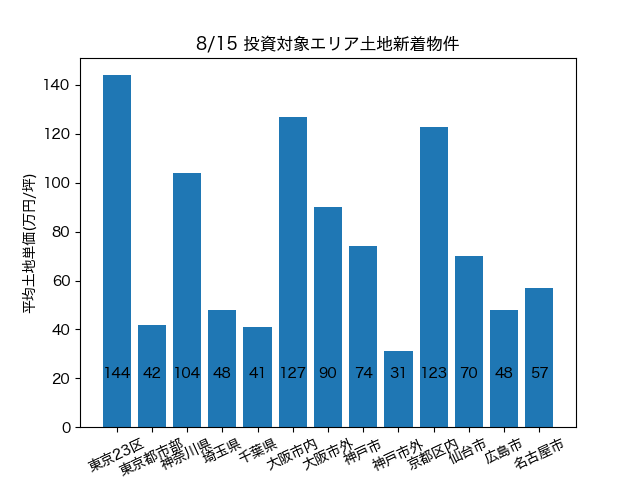 8/15 投資対象エリア土地新着物件
平均土地単価(万円/坪)
140
120
100
80
60
40
20
0
144 42 104 48 41 127 90 74 31 123 70 48 57
東京23区 東京都市部 神奈川県 埼玉県 千葉県 大阪市内 大阪市外 神戸市 神戸市外 京都区内 仙台市 広島市 名古屋市